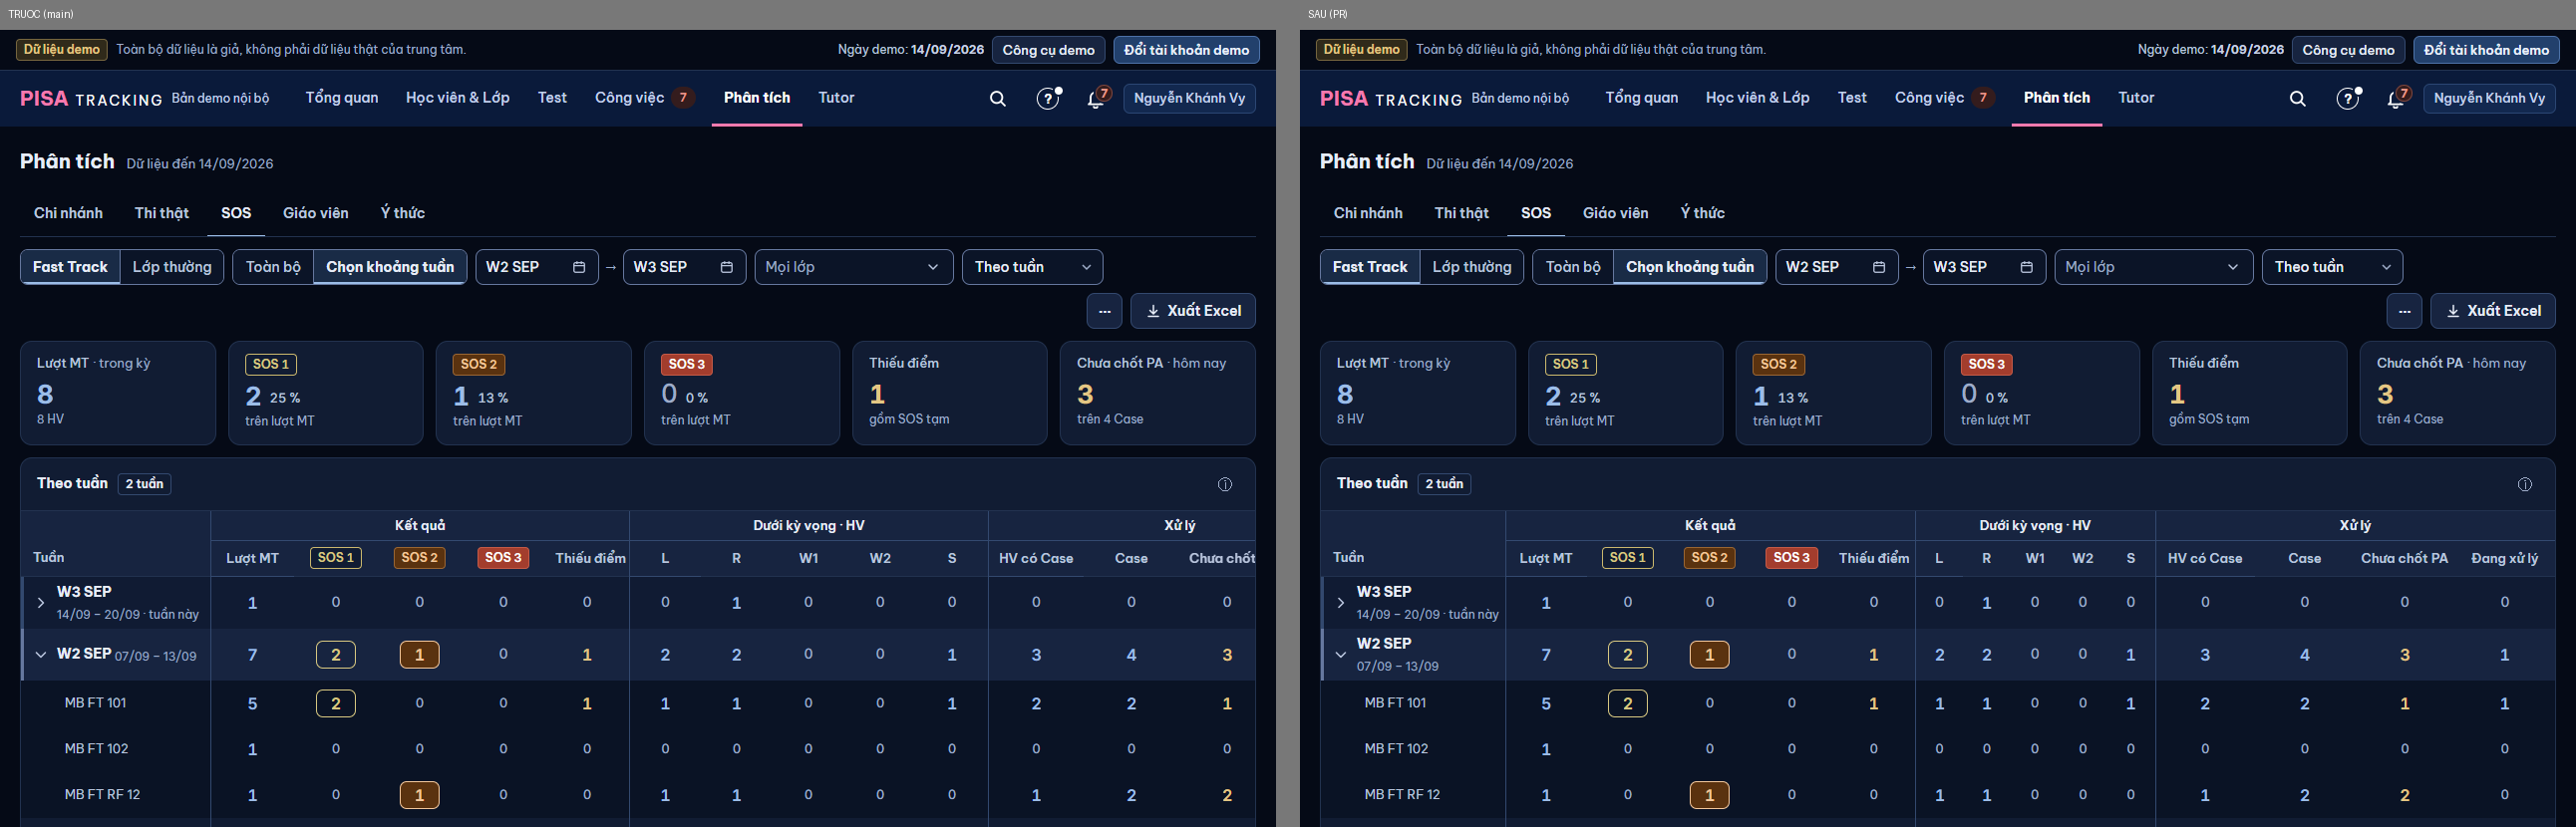 TRUOC (main)
Dữ liệu demo Toàn bộ dữ liệu là giả, không phải dữ liệu thật của trung tâm. Ngày demo: 14/09/2026 Công cụ demo Đổi tài khoản demo
PISA TRACKING Bản demo nội bộ Tổng quan Học viên & Lớp Test Công việc 7 Phân tích Tutor ? 7 Nguyễn Khánh Vy
Phân tích Dữ liệu đến 14/09/2026
Chi nhánh Thi thật SOS Giáo viên Ý thức
Fast Track Lớp thường Toàn bộ Chọn khoảng tuần W2 SEP → W3 SEP Mọi lớp Theo tuần
... Xuất Excel
Lượt MT · trong kỳ SOS 1 SOS 2 SOS 3 Thiếu điểm Chưa chốt PA · hôm nay
8 2 25 % 1 13 % 0 0 % 1 3
8 HV trên lượt MT trên lượt MT trên lượt MT gồm SOS tạm trên 4 Case
Theo tuần 2 tuần
Kết quả Dưới kỳ vọng · HV Xử lý
Tuần Lượt MT SOS 1 SOS 2 SOS 3 Thiếu điểm L R W1 W2 S HV có Case Case Chưa chốt
W3 SEP
14/09 – 20/09 · tuần này 1 0 0 0 0 0 1 0 0 0 0 0 0
W2 SEP 07/09 – 13/09 7 2 1 0 1 2 2 0 0 1 3 4 3
MB FT 101 5 2 0 0 1 1 1 0 0 1 2 2 1
MB FT 102 1 0 0 0 0 0 0 0 0 0 0 0 0
MB FT RF 12 1 0 1 0 0 1 1 0 0 0 1 2 2
SAU (PR)
Dữ liệu demo Toàn bộ dữ liệu là giả, không phải dữ liệu thật của trung tâm. Ngày demo: 14/09/2026 Công cụ demo Đổi tài khoản demo
PISA TRACKING Bản demo nội bộ Tổng quan Học viên & Lớp Test Công việc 7 Phân tích Tutor ? 7 Nguyễn Khánh Vy
Phân tích Dữ liệu đến 14/09/2026
Chi nhánh Thi thật SOS Giáo viên Ý thức
Fast Track Lớp thường Toàn bộ Chọn khoảng tuần W2 SEP → W3 SEP Mọi lớp Theo tuần
... Xuất Excel
Lượt MT · trong kỳ SOS 1 SOS 2 SOS 3 Thiếu điểm Chưa chốt PA · hôm nay
8 2 25 % 1 13 % 0 0 % 1 3
8 HV trên lượt MT trên lượt MT trên lượt MT gồm SOS tạm trên 4 Case
Theo tuần 2 tuần
Kết quả Dưới kỳ vọng · HV Xử lý
Tuần Lượt MT SOS 1 SOS 2 SOS 3 Thiếu điểm L R W1 W2 S HV có Case Case Chưa chốt PA Đang xử lý
W3 SEP
14/09 – 20/09 · tuần này 1 0 0 0 0 0 1 0 0 0 0 0 0 0
W2 SEP
07/09 – 13/09 7 2 1 0 1 2 2 0 0 1 3 4 3 1
MB FT 101 5 2 0 0 1 1 1 0 0 1 2 2 1 1
MB FT 102 1 0 0 0 0 0 0 0 0 0 0 0 0 0
MB FT RF 12 1 0 1 0 0 1 1 0 0 0 1 2 2 0